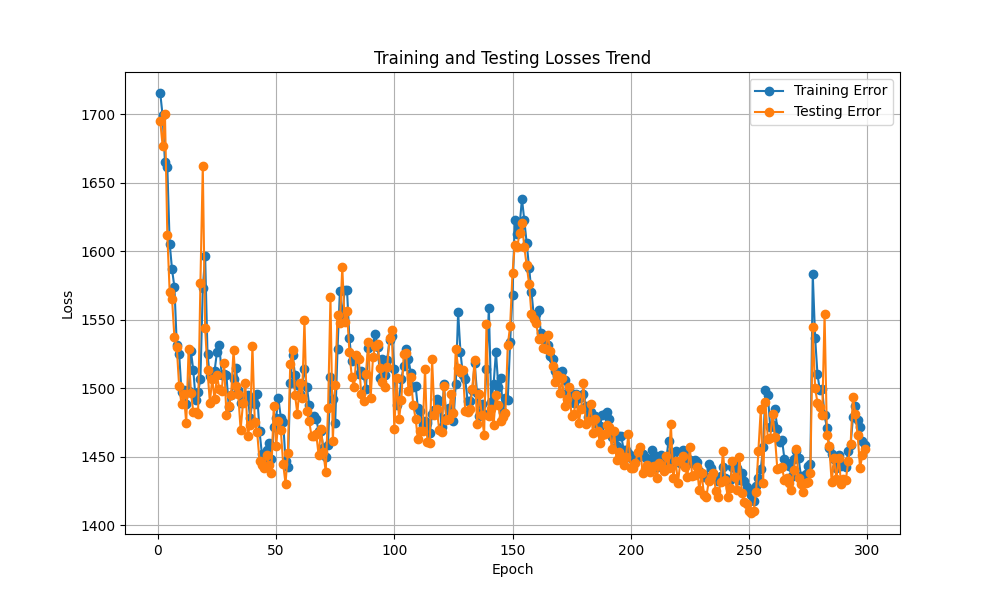 Training and Testing Losses Trend
Training Error
Testing Error
1700
1650
1600
1550
1500
1450
1400
Loss
0 50 100 150 200 250 300
Epoch